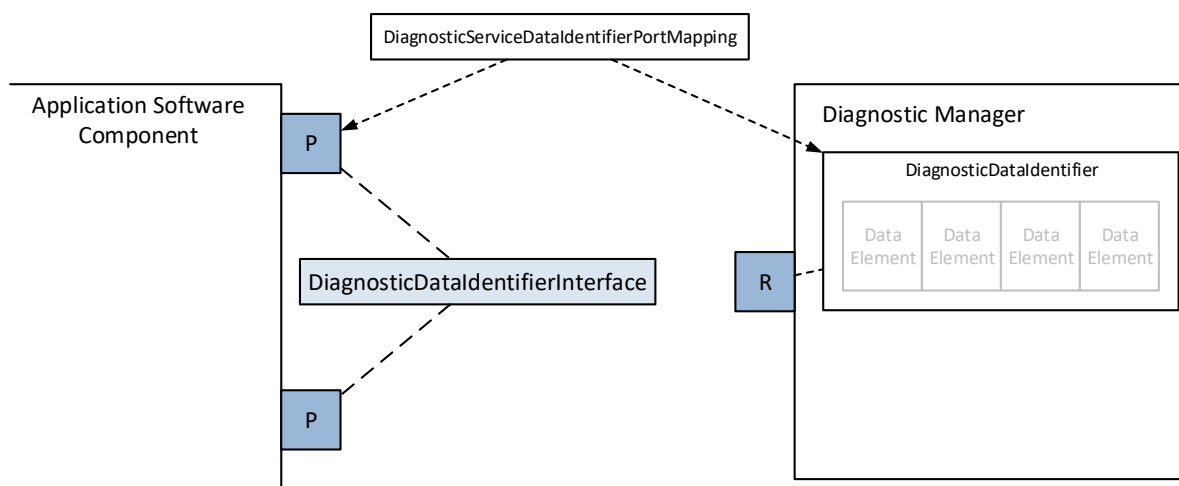 DiagnosticServiceDataIdentifierPortMapping
Application Software
Component
P
DiagnosticDataIdentifierInterface
P
Diagnostic Manager
DiagnosticDataIdentifier
Data
Element
Data
Element
Data
Element
Data
Element
R